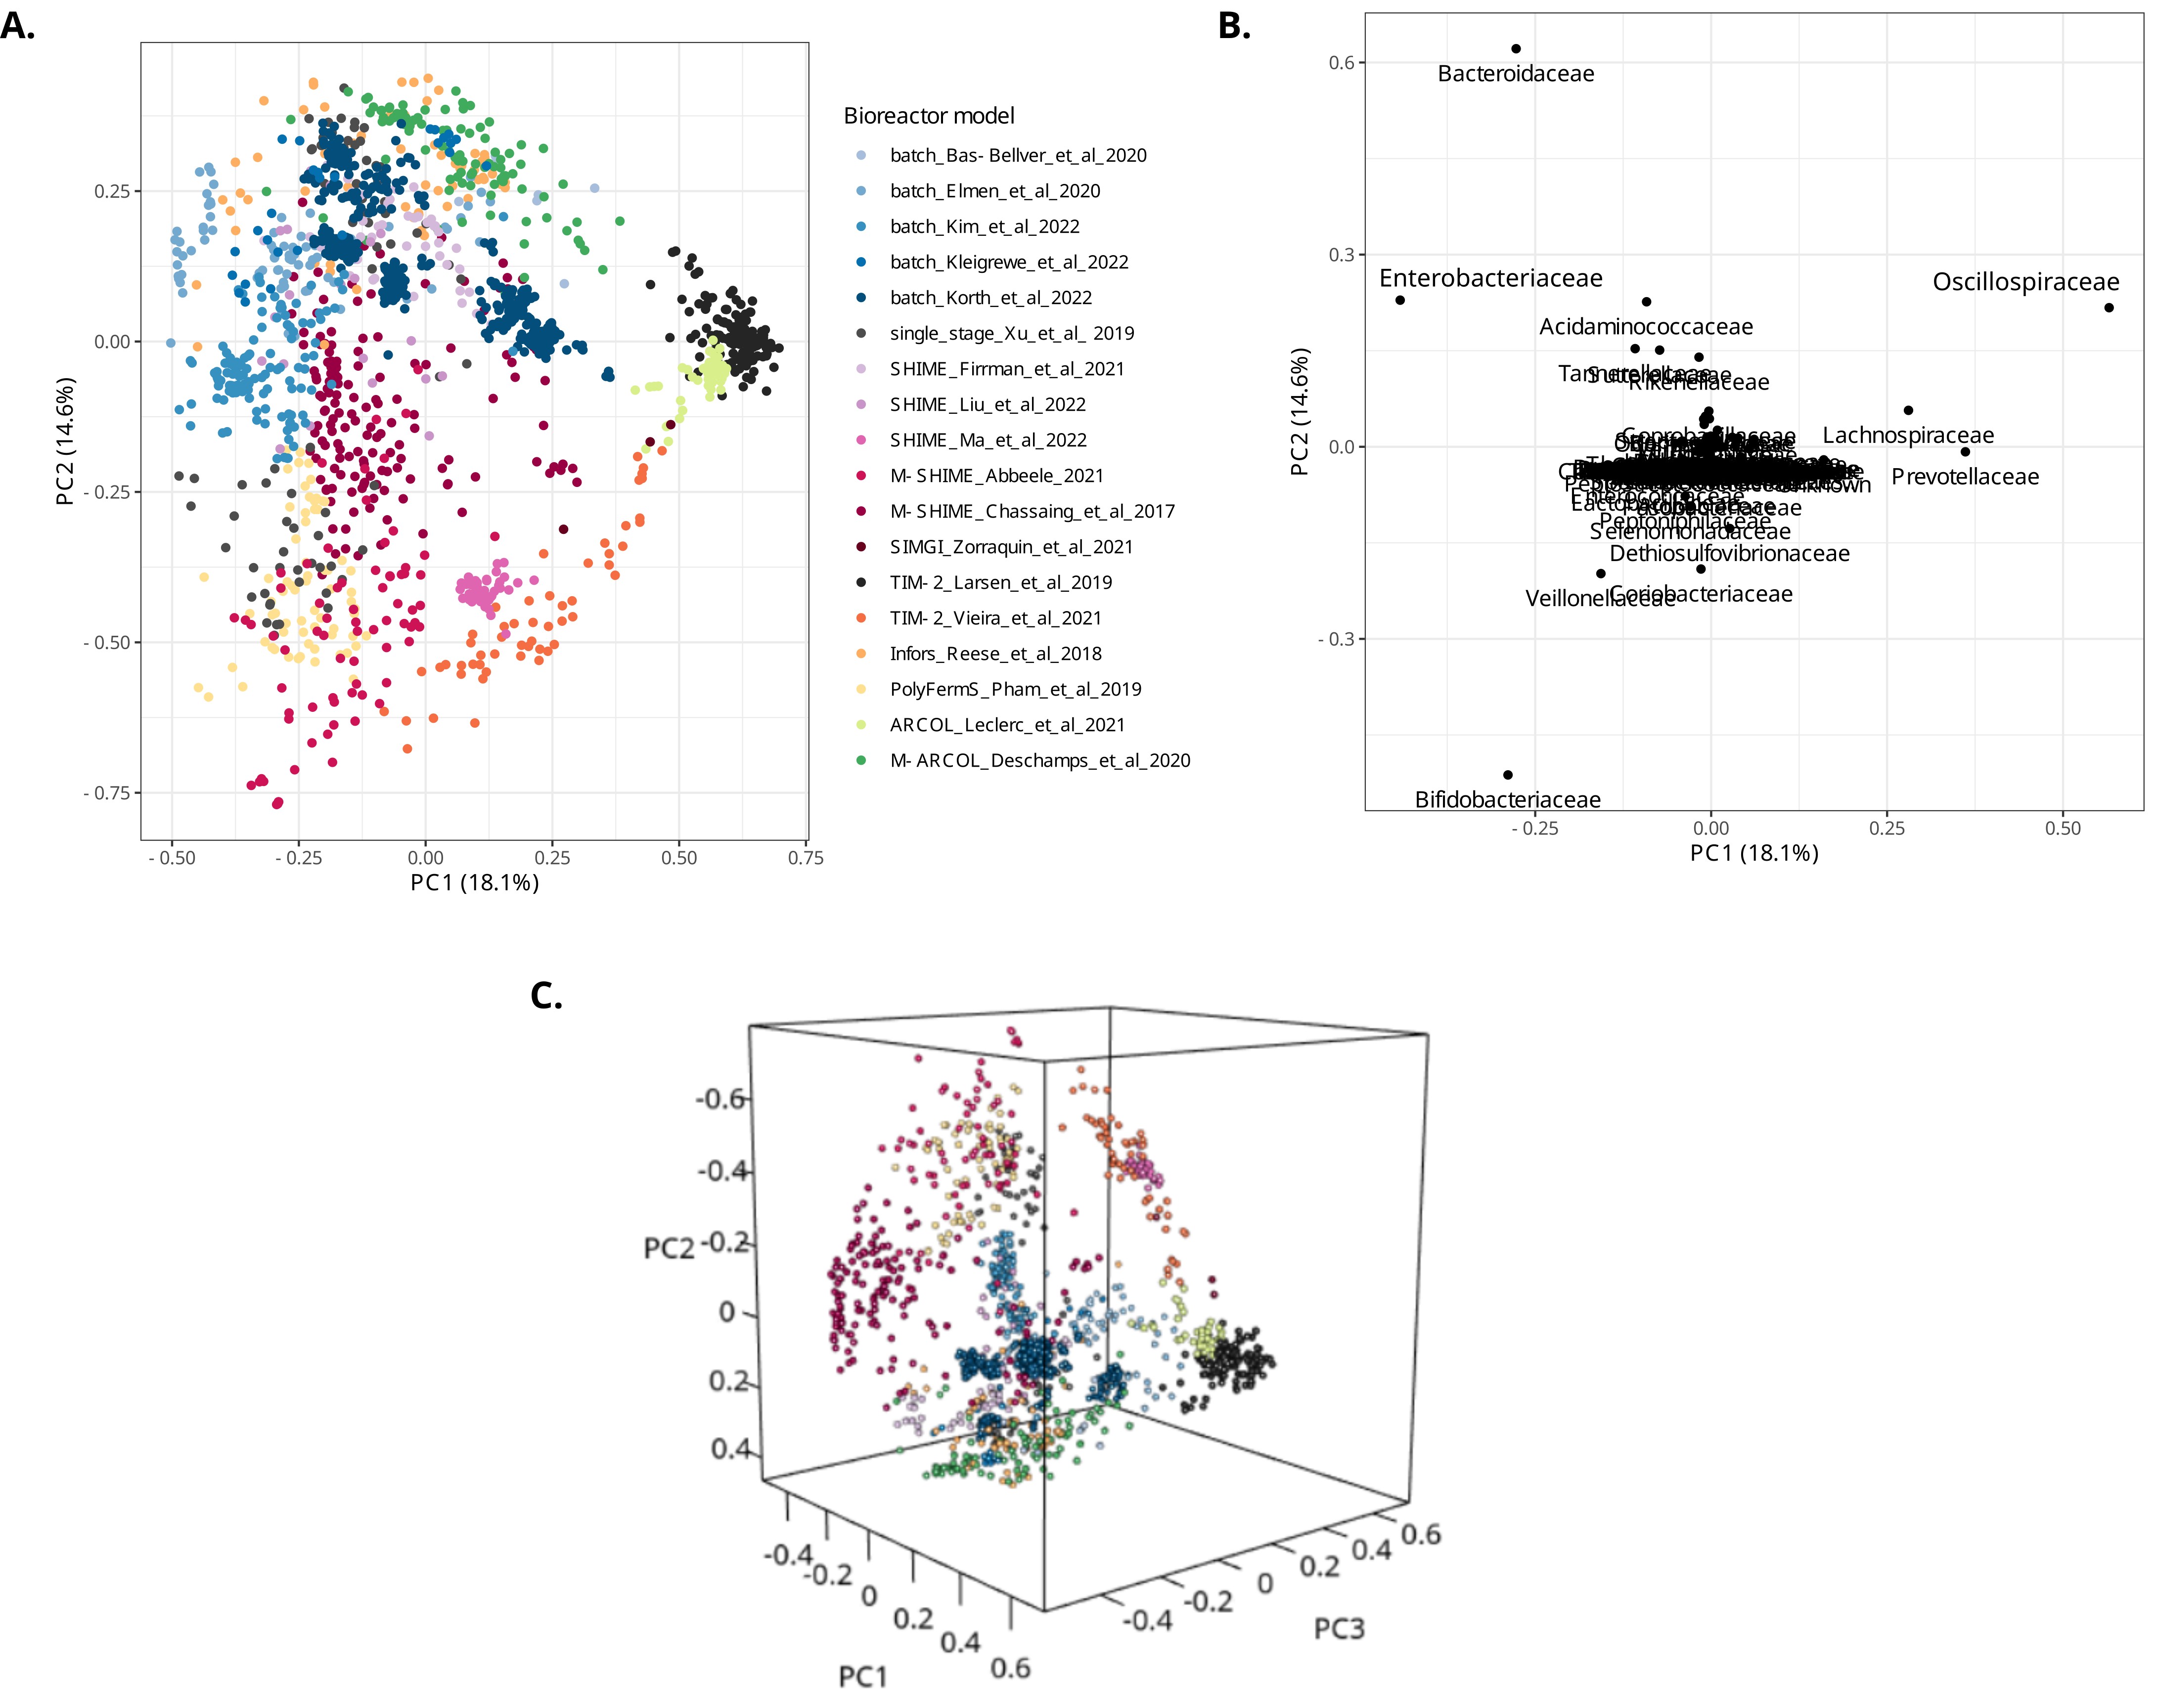 A.
B.
0.25
0.00
- 0.25
- 0.50
- 0.75
PC2 (14.6%)
- 0.50
- 0.25
0.00
0.25
0.50
0.75
PC1 (18.1%)
Bioreactor model
batch_Bas- Bellver_et_al_2020
batch_Elmen_et_al_2020
batch_Kim_et_al_2022
batch_Kleigrewe_et_al_2022
batch_Korth_et_al_2022
single_stage_Xu_et_al_ 2019
SHIME_Firrman_et_al_2021
SHIME_Liu_et_al_2022
SHIME_Ma_et_al_2022
M- SHIME_Abbeele_2021
M- SHIME_Chassaing_et_al_2017
SIMGI_Zorraquin_et_al_2021
TIM- 2_Larsen_et_al_2019
TIM- 2_Vieira_et_al_2021
Infors_Reese_et_al_2018
PolyFermS_Pham_et_al_2019
ARCOL_Leclerc_et_al_2021
M- ARCOL_Deschamps_et_al_2020
0.6
0.3
0.0
- 0.3
PC2 (14.6%)
Bacteroidaceae
Enterobacteriaceae
Oscillospiraceae
Acidaminococcaceae
Tannerellaceae
Sutterellaceae
Rikenellaceae
Lachnospiraceae
Prevotellaceae
Enterococcaceae
Peptoniphilaceae
Selenomonadaceae
Dethiosulfovibrionaceae
Veillonellaceae
Coriobacteriaceae
Bifidobacteriaceae
- 0.25
0.00
0.25
0.50
PC1 (18.1%)
C.
-0.6
-0.4
PC2
-0.2
0
0.2
0.4
-0.4
-0.2
0
0.2
0.4
0.6
PC1
-0.4
-0.2
0
0.2
0.4
0.6
PC3